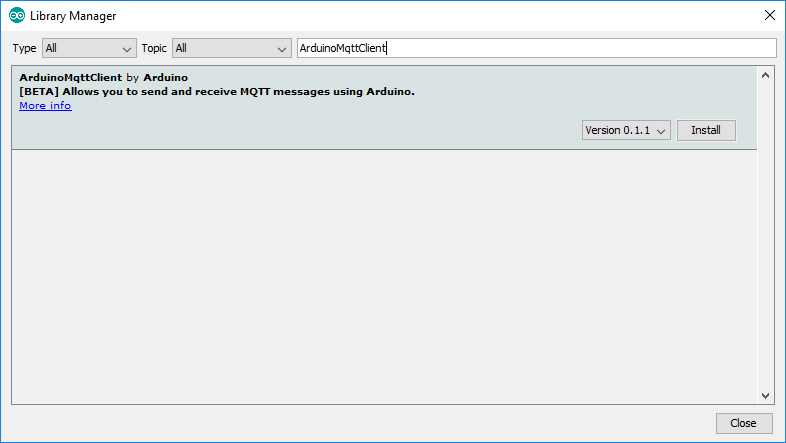 Library Manager
Type All Topic All ArduinoMqttClient
ArduinoMqttClient by Arduino
[BETA] Allows you to send and receive MQTT messages using Arduino.
More info
Version 0.1.1 Install
Close